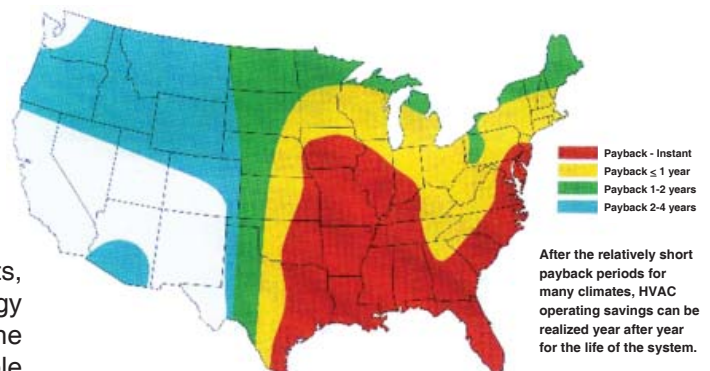 Payback - Instant
Payback ≤ 1 year
Payback 1-2 years
Payback 2-4 years
After the relatively short
payback periods for
many climates, HVAC
operating savings can be
realized year after year
for the life of the system.
ts,
gy
ne
le